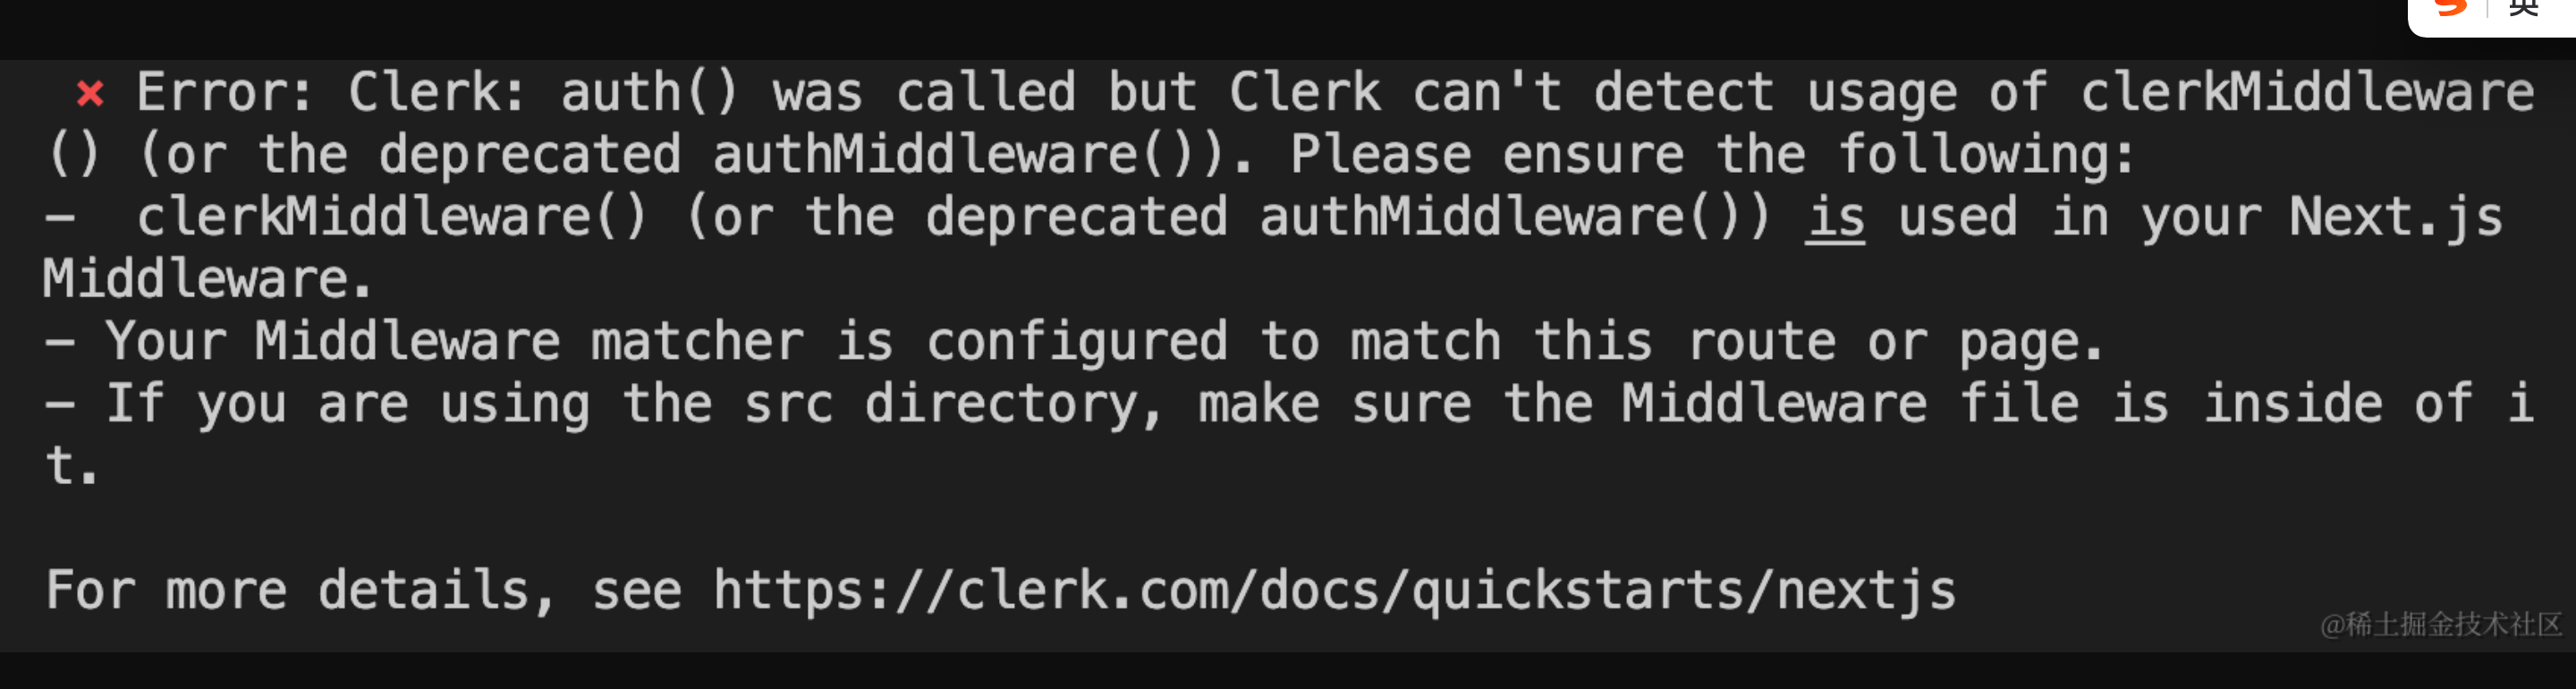 英
× Error: Clerk: auth() was called but Clerk can't detect usage of clerkMiddleware
() (or the deprecated authMiddleware()). Please ensure the following:
–  clerkMiddleware() (or the deprecated authMiddleware()) is used in your Next.js
Middleware.
– Your Middleware matcher is configured to match this route or page.
– If you are using the src directory, make sure the Middleware file is inside of i
t.
For more details, see https://clerk.com/docs/quickstarts/nextjs
@稀土掘金技术社区